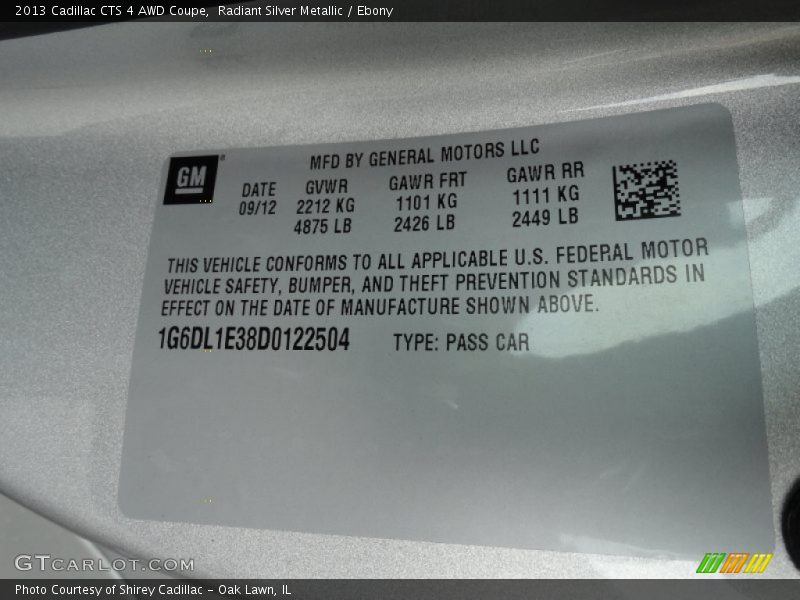 2013 Cadillac CTS 4 AWD Coupe,  Radiant Silver Metallic / Ebony
GM
MFD BY GENERAL MOTORS LLC
DATE GVWR GAWR FRT GAWR RR
09/12 2212 KG 1101 KG 1111 KG
4875 LB 2426 LB 2449 LB
THIS VEHICLE CONFORMS TO ALL APPLICABLE U.S. FEDERAL MOTOR
VEHICLE SAFETY, BUMPER, AND THEFT PREVENTION STANDARDS IN
EFFECT ON THE DATE OF MANUFACTURE SHOWN ABOVE.
1G6DL1E38D0122504 TYPE: PASS CAR
GTCARLOT.COM
Photo Courtesy of Shirey Cadillac - Oak Lawn, IL